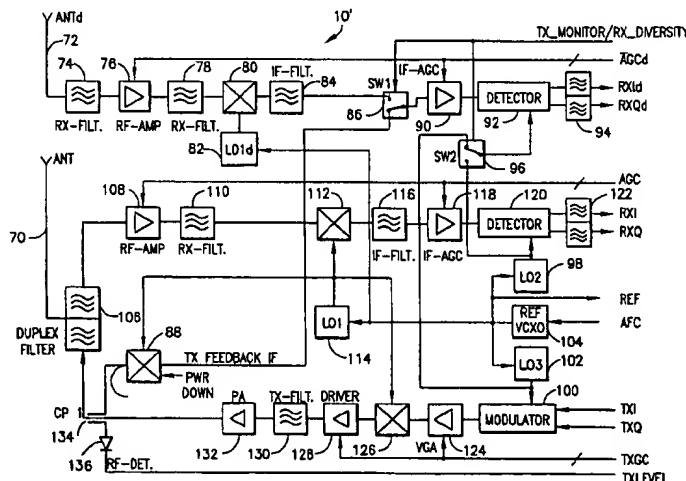 ANTd
10'
TX_MONITOR/RX_DIVERSITY
72
74
76
78
80
IF-FILT.
84
SW1
IF-AGC
AGCd
RX-FILT.
RF-AMP
RX-FILT.
86
90
DETECTOR
92
94
RXId
RXQd
82
LO1d
SW2
96
ANT
AGC
108
110
112
116
118
120
122
70
RF-AMP
RX-FILT.
IF-FILT.
IF-AGC
DETECTOR
RXI
RXQ
LO2
98
REF
106
DUPLEX
FILTER
88
TX FEEDBACK IF
PWR
DOWN
LO1
114
REF
VCXO
104
AFC
LO3
102
100
CP 1
134
PA
132
TX-FILT.
130
DRIVER
128
126
VGA
124
MODULATOR
TXI
TXQ
136
RF-DET.
TXGC
TXLEVEL